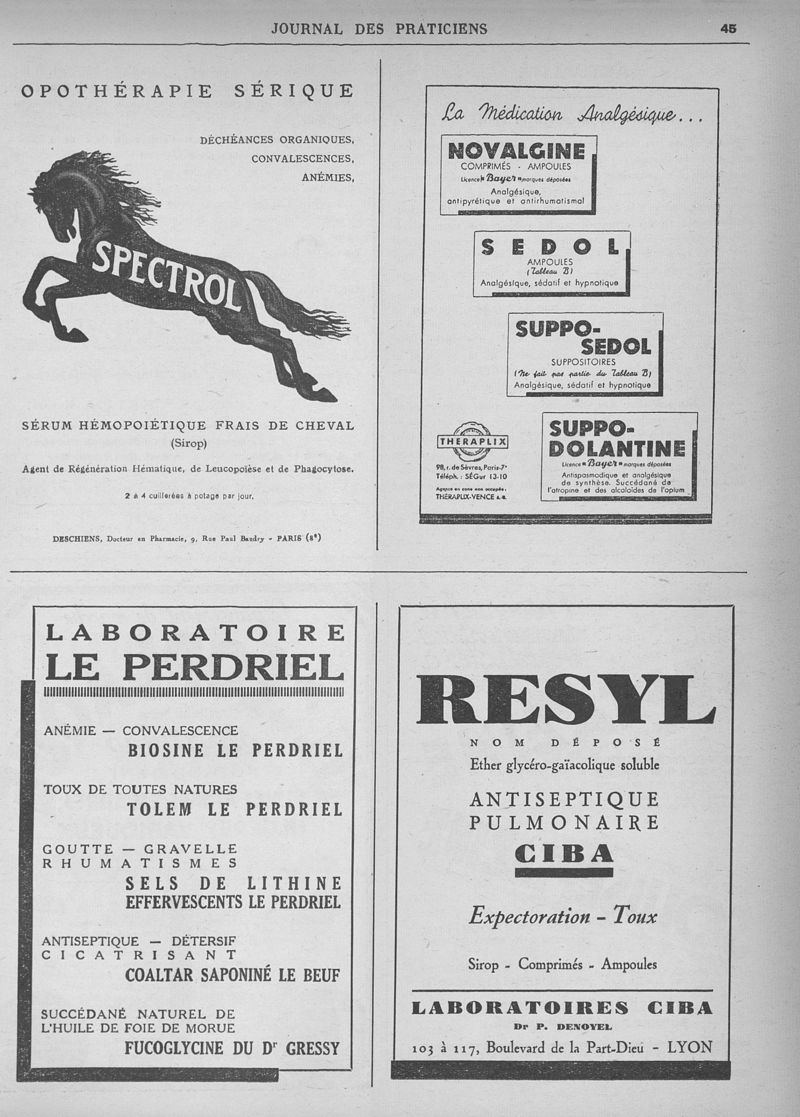 JOURNAL DES PRATICIENS
45
OPOTHÉRAPIE SÉRIQUE
DÉCHÉANCES ORGANIQUES,
CONVALESCENCES,
ANÉMIES,
SPECTROL
SÉRUM HÉMOPOIÉTIQUE FRAIS DE CHEVAL
(Sirop)
Agent de Régénération Hématique, de Leucopoïèse et de Phagocytose.
2 à 4 cuillerées à potage par jour.
DESCHIENS, Docteur en Pharmacie, 9, Rue Paul Baudry - PARIS (8e)
La Médication Analgésique...
NOVALGINE
COMPRIMÉS - AMPOULES
Licence "Bayer" marques déposées
Analgésique,
antipyrétique et antirhumatismal
SEDOL
AMPOULES
(Tableau B)
Analgésique, sédatif et hypnotique
SUPPO-
SEDOL
SUPPOSITOIRES
(Ne fait pas partie du Tableau B)
Analgésique, sédatif et hypnotique
SUPPO-
DOLANTINE
Licence "Bayer" marques déposées
Antispasmodique et analgésique
de synthèse. Succédané de
l'atropine et des alcaloïdes de l'opium
THERAPLIX
98, r. de Sèvres, Paris-7e
Téléph. : SÉGur 13-10
Agence en zone non occupée :
THÉRAPLIX-VENCE A.M.
LABORATOIRE
LE PERDRIEL
ANÉMIE — CONVALESCENCE
BIOSINE LE PERDRIEL
TOUX DE TOUTES NATURES
TOLEM LE PERDRIEL
GOUTTE — GRAVELLE
RHUMATISMES
SELS DE LITHINE
EFFERVESCENTS LE PERDRIEL
ANTISEPTIQUE — DÉTERSIF
CICATRISANT
COALTAR SAPONINÉ LE BEUF
SUCCÉDANÉ NATUREL DE
L'HUILE DE FOIE DE MORUE
FUCOGLYCINE DU Dr GRESSY
RESYL
NOM DÉPOSÉ
Ether glycéro-gaïacolique soluble
ANTISEPTIQUE
PULMONAIRE
CIBA
Expectoration - Toux
Sirop - Comprimés - Ampoules
LABORATOIRES CIBA
Dr P. DENOYEL
103 à 117, Boulevard de la Part-Dieu - LYON